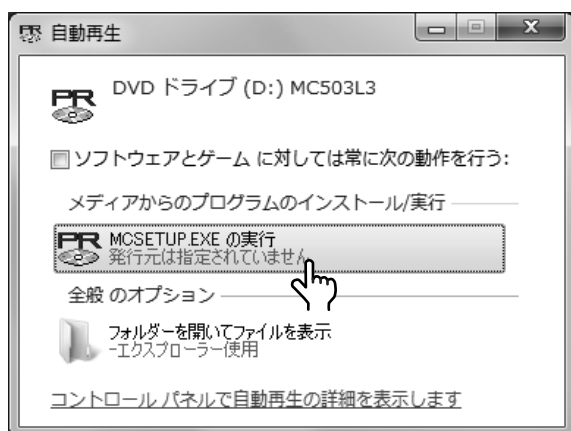 自動再生
PR
DVD ドライブ (D:) MC503L3
ソフトウェアとゲーム に対しては常に次の動作を行う:
メディアからのプログラムのインストール/実行
PR
MCSETUP.EXE の実行
発行元は指定されていません
全般 のオプション
フォルダーを開いてファイルを表示
-エクスプローラー使用
コントロール パネルで自動再生の詳細を表示します